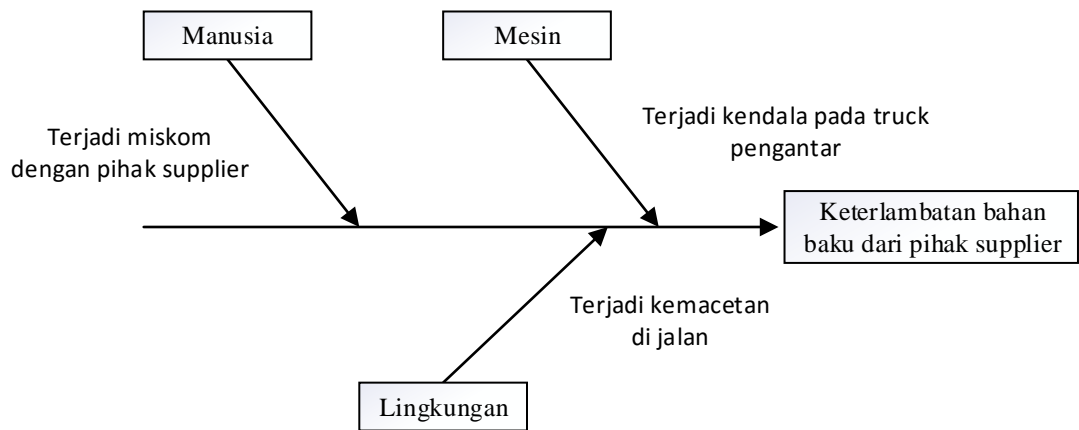 Manusia
Mesin
Terjadi miskom
dengan pihak supplier
Terjadi kendala pada truck
pengantar
Keterlambatan bahan
baku dari pihak supplier
Terjadi kemacetan
di jalan
Lingkungan